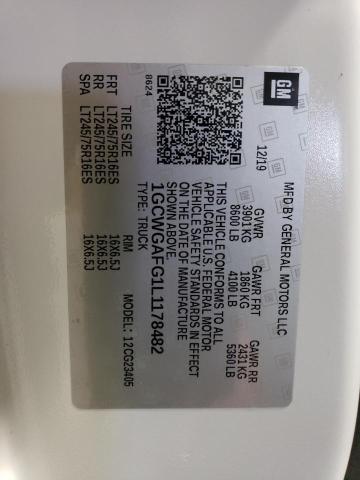 GM
MFD BY GENERAL MOTORS LLC
12/19
GVWR GAWR FRT GAWR RR
3901 KG 1860 KG 2431 KG
8600 LB 4100 LB 5360 LB
THIS VEHICLE CONFORMS TO ALL
APPLICABLE U.S. FEDERAL MOTOR
VEHICLE SAFETY STANDARDS IN EFFECT
ON THE DATE OF MANUFACTURE
SHOWN ABOVE.
1GCWGAFG1L1178482
TYPE: TRUCK
8624
MODEL: 12CG23405
TIRE SIZE RIM
FRT LT245/75R16ES 16X6.5J
RR LT245/75R16ES 16X6.5J
SPA LT245/75R16ES 16X6.5J